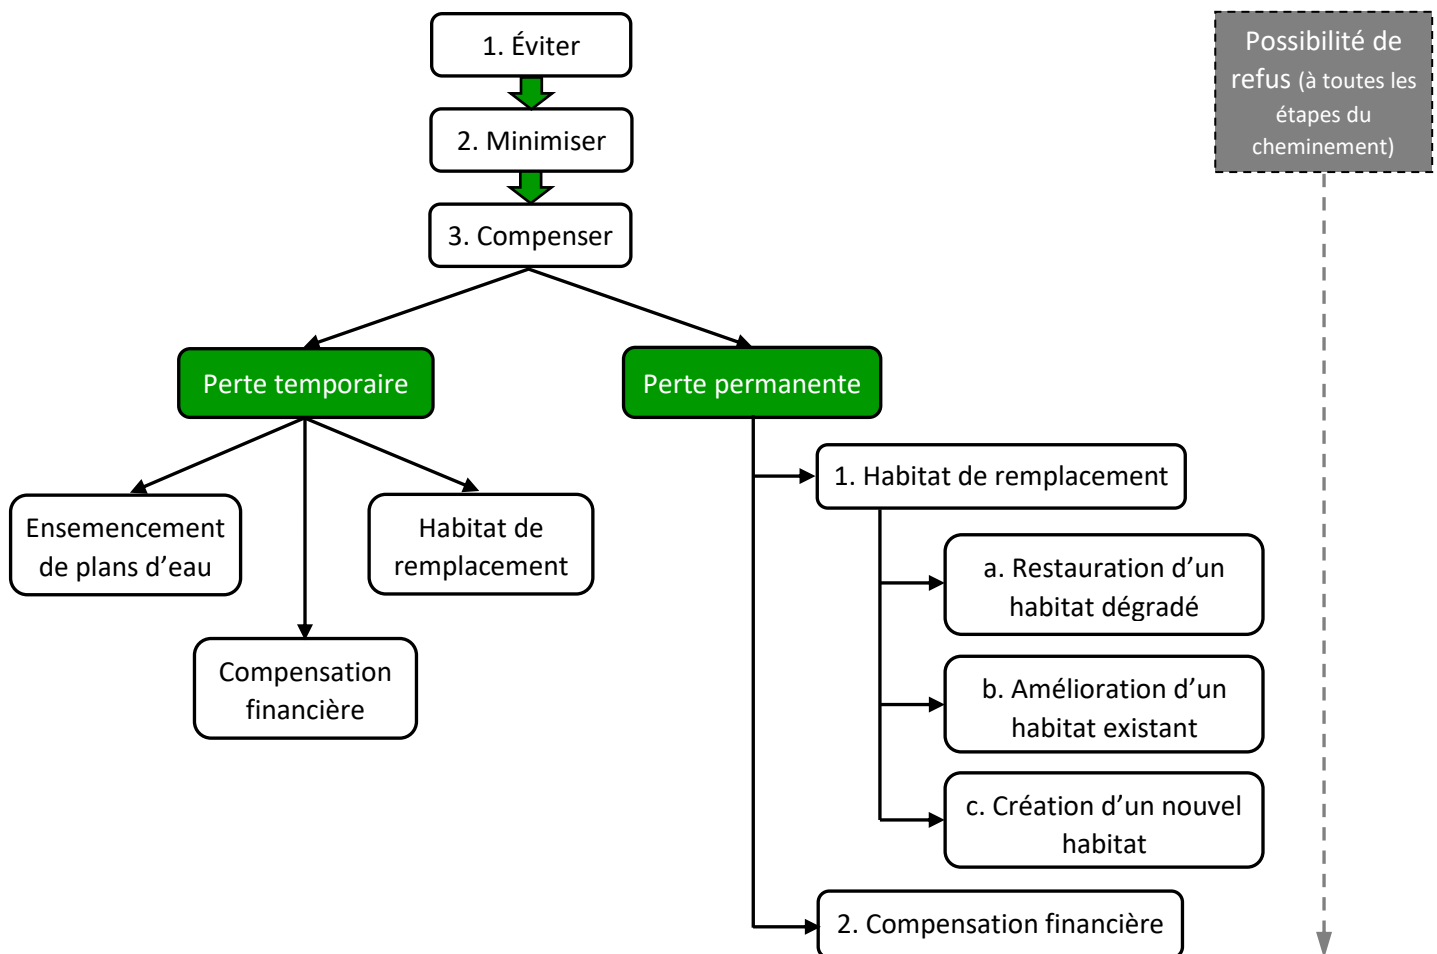 1. Éviter
2. Minimiser
3. Compenser
Possibilité de
refus (à toutes les
étapes du
cheminement)
Perte temporaire
Perte permanente
Ensemencement
de plans d’eau
Compensation
financière
Habitat de
remplacement
1. Habitat de remplacement
a. Restauration d’un
habitat dégradé
b. Amélioration d’un
habitat existant
c. Création d’un nouvel
habitat
2. Compensation financière